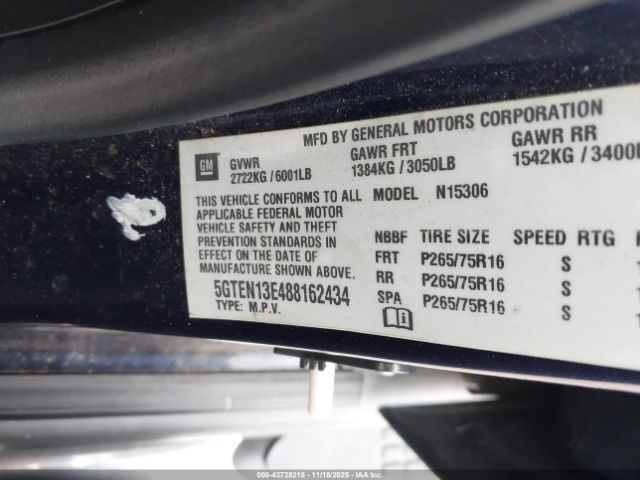 MFD BY GENERAL MOTORS CORPORATION
GM
GVWR GAWR FRT GAWR RR
2722KG / 6001LB 1384KG / 3050LB 1542KG / 3400
THIS VEHICLE CONFORMS TO ALL MODEL N15306
APPLICABLE FEDERAL MOTOR
VEHICLE SAFETY AND THEFT
PREVENTION STANDARDS IN
EFFECT ON THE DATE OF
MANUFACTURE SHOWN ABOVE.
5GTEN13E488162434
TYPE: M.P.V.
NBBF TIRE SIZE SPEED RTG
FRT P265/75R16 S
RR P265/75R16 S
SPA P265/75R16 S
i
000-43728218 - 11/18/2025 - IAA Inc.